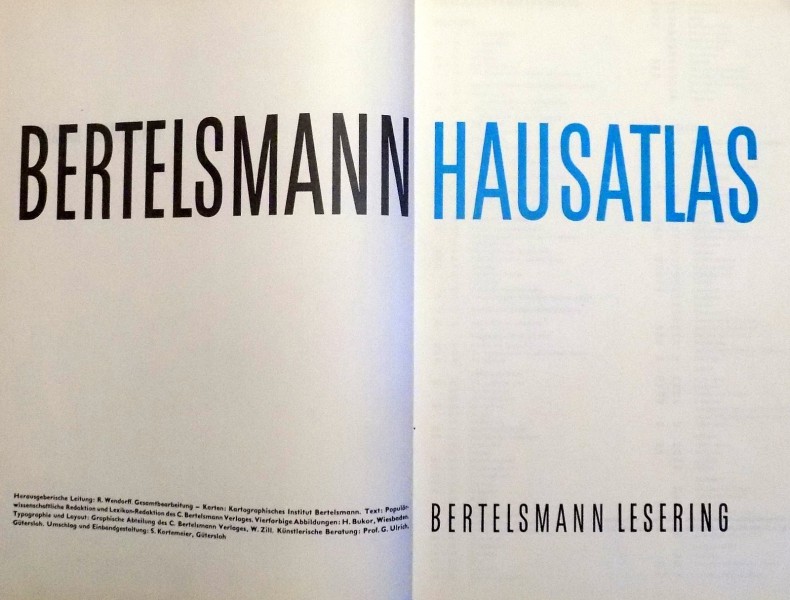 BERTELSMANN HAUSATLAS
Herausgeberische Leitung: R. Wendorff. Gesamtbearbeitung – Karten: Kartographisches Institut Bertelsmann. Text: Populär-
wissenschaftliche Redaktion und Lexikon-Redaktion des C. Bertelsmann Verlages. Vierfarbige Abbildungen: H. Bukor, Wiesbaden.
Typographie und Layout: Graphische Abteilung des C. Bertelsmann Verlages, W. Zill. Künstlerische Beratung: Prof. G. Ulrich,
Gütersloh. Umschlag und Einbandgestaltung: S. Kortemeier, Gütersloh
BERTELSMANN LESERING